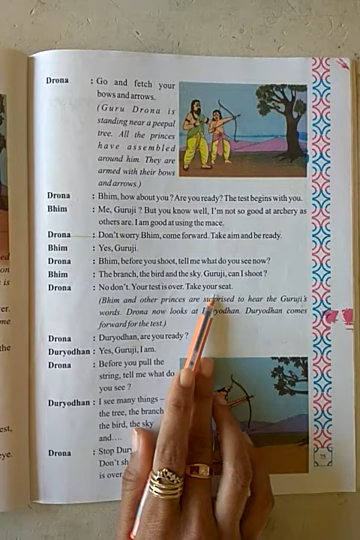 Drona : Go and fetch your
bows and arrows.
(Guru Drona is
standing near a peepal
tree. All the princes
have assembled
around him. They are
armed with their bows
and arrows.)
Drona : Bhim, how about you? Are you ready? The test begins with you.
Bhim : Me, Guruji ? But you know well, I'm not so good at archery as
others are. I am good at using the mace.
Drona : Don't worry Bhim, come forward. Take aim and be ready.
Bhim : Yes, Guruji.
Drona : Bhim, before you shoot, tell me what do you see now?
Bhim : The branch, the bird and the sky. Guruji, can I shoot ?
Drona : No don't. Your test is over. Take your seat.
(Bhim and other princes are surprised to hear the Guruji's
words. Drona now looks at Duryodhan. Duryodhan comes
forward for the test.)
Drona : Duryodhan, are you ready ?
Duryodhan : Yes, Guruji, I am.
Drona : Before you pull the
string, tell me what do
you see ?
Duryodhan : I see many things –
the tree, the branch
the bird, the sky
and....
Drona : Stop
Don't
is over.
75